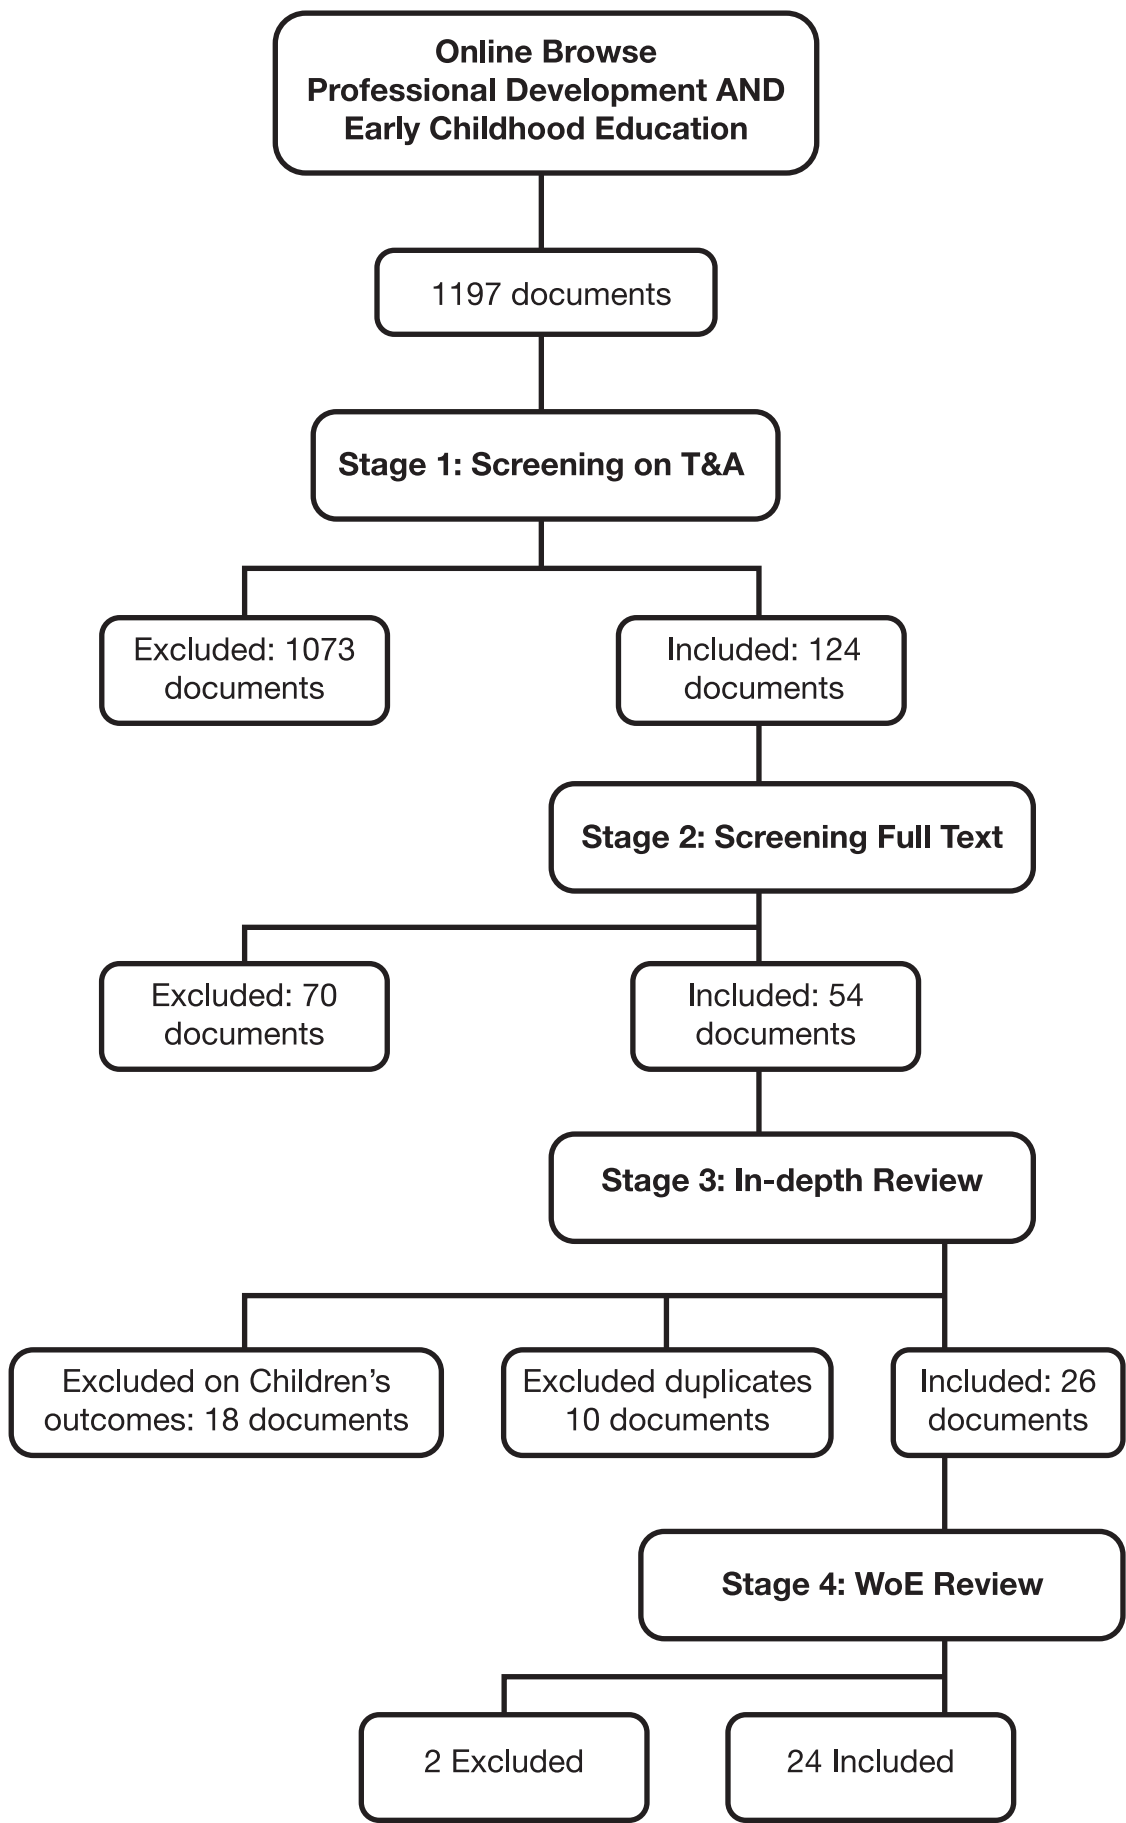 Online Browse
Professional Development AND
Early Childhood Education
1197 documents
Stage 1: Screening on T&A
Excluded: 1073
documents
Included: 124
documents
Stage 2: Screening Full Text
Excluded: 70
documents
Included: 54
documents
Stage 3: In-depth Review
Excluded on Children’s
outcomes: 18 documents
Excluded duplicates
10 documents
Included: 26
documents
Stage 4: WoE Review
2 Excluded
24 Included